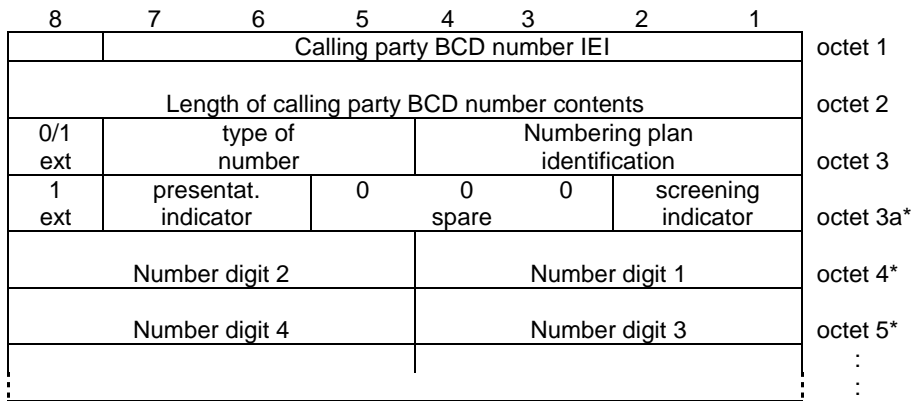 8 7 6 5 4 3 2 1
Calling party BCD number IEI octet 1
Length of calling party BCD number contents octet 2
0/1 type of Numbering plan
ext number identification octet 3
1 presentat. 0 0 0 screening
ext indicator spare indicator octet 3a*
Number digit 2 Number digit 1 octet 4*
Number digit 4 Number digit 3 octet 5*
:
: